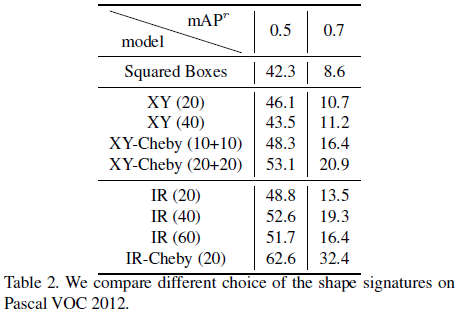 mAP^r
model
0.5 0.7
Squared Boxes 42.3 8.6
XY (20) 46.1 10.7
XY (40) 43.5 11.2
XY-Cheby (10+10) 48.3 16.4
XY-Cheby (20+20) 53.1 20.9
IR (20) 48.8 13.5
IR (40) 52.6 19.3
IR (60) 51.7 16.4
IR-Cheby (20) 62.6 32.4
Table 2. We compare different choice of the shape signatures on
Pascal VOC 2012.